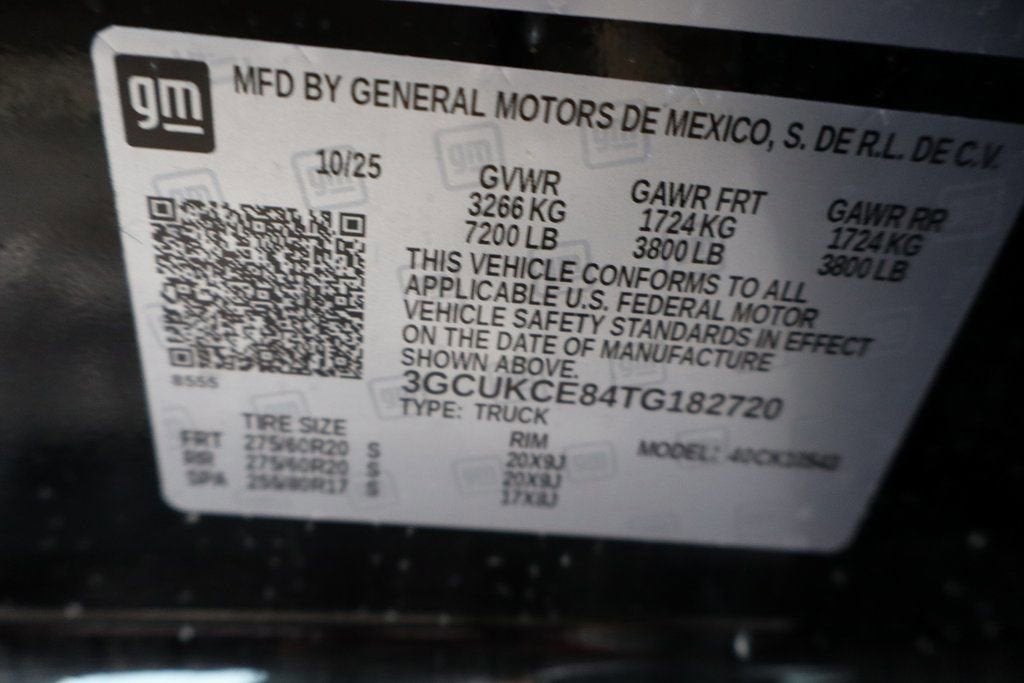 gm
MFD BY GENERAL MOTORS DE MEXICO, S. DE R.L. DE C.V.
10/25
GVWR GAWR FRT GAWR RR
3266 KG 1724 KG 1724 KG
7200 LB 3800 LB 3800 LB
THIS VEHICLE CONFORMS TO ALL
APPLICABLE U.S. FEDERAL MOTOR
VEHICLE SAFETY STANDARDS IN EFFECT
ON THE DATE OF MANUFACTURE
SHOWN ABOVE.
8555
3GCUKCE84TG182720
TYPE: TRUCK
TIRE SIZE RIM MODEL:
FRT 275/60R20 S 20X9J
RR 275/60R20 S 20X9J
SPA 255/80R17 S 17X8J